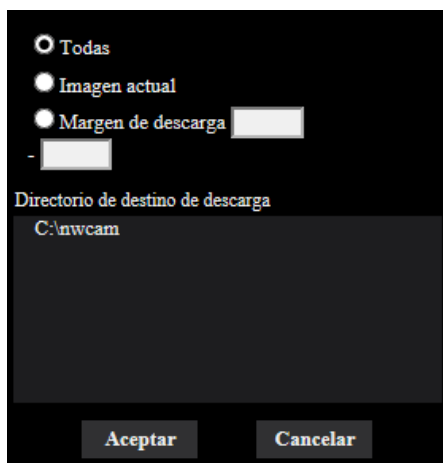 Todas
Imagen actual
Margen de descarga
-
Directorio de destino de descarga
C:\nwcam
Aceptar Cancelar